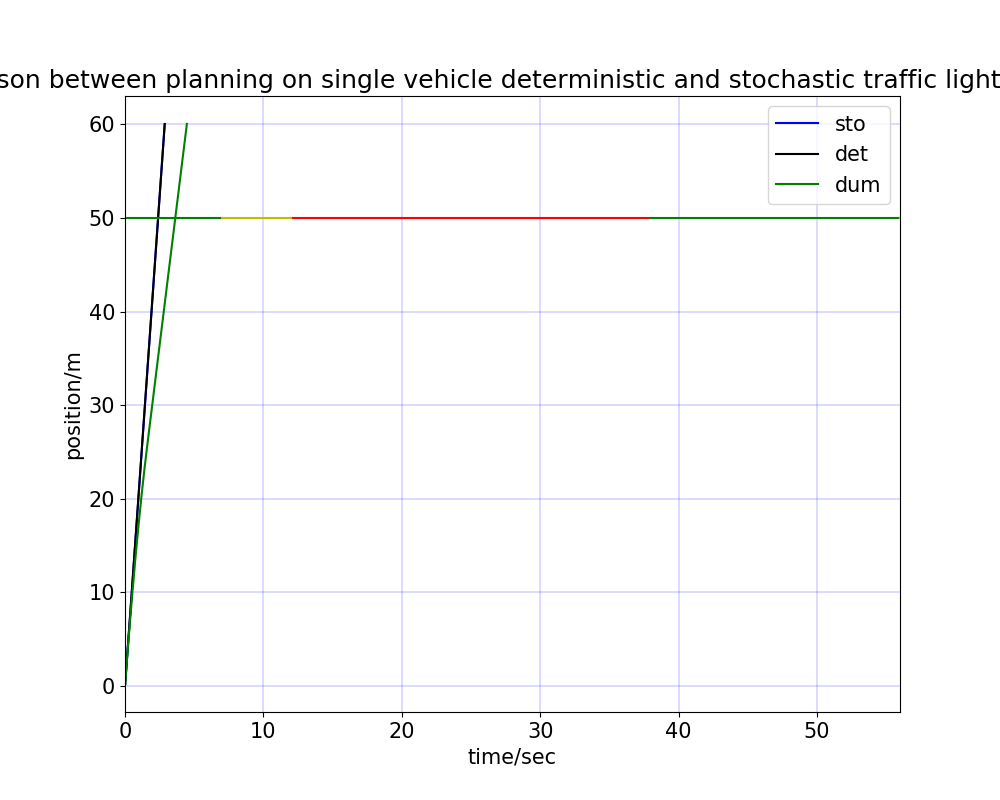 son between planning on single vehicle deterministic and stochastic traffic light
sto
det
dum
60
50
40
30
20
10
0
position/m
0 10 20 30 40 50
time/sec